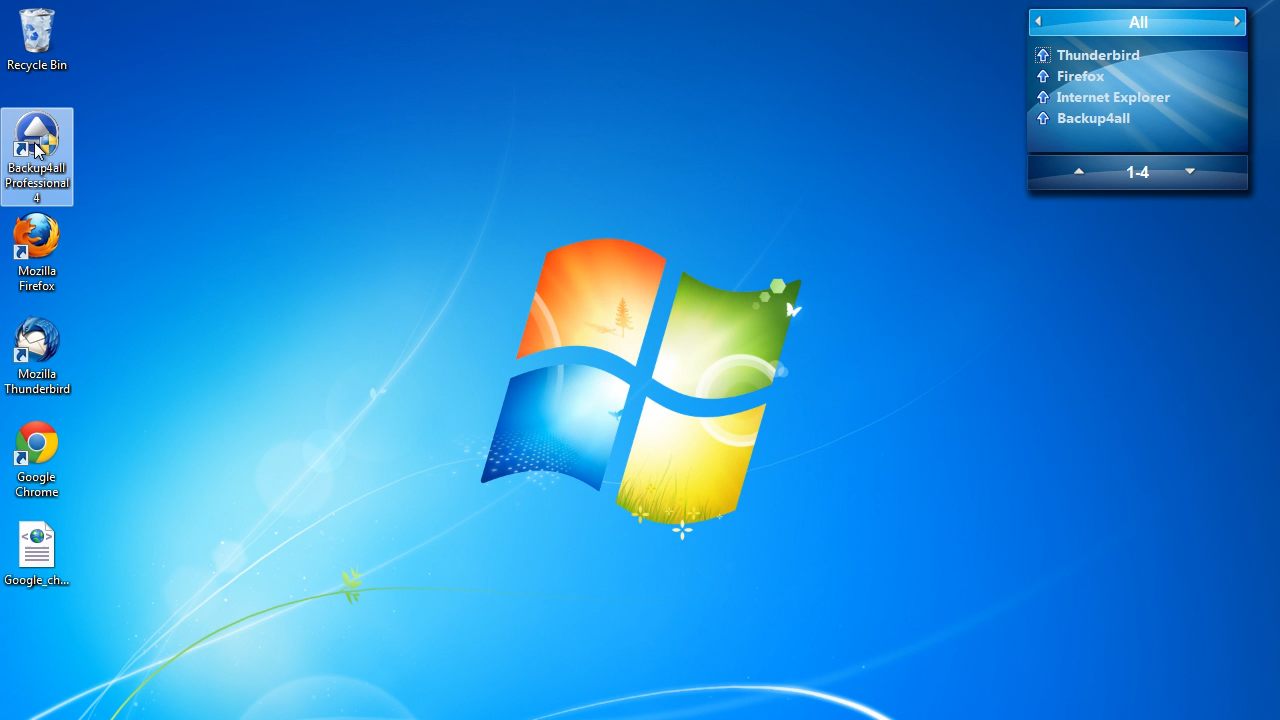 Recycle Bin
Backup4all
Professional
4
Mozilla
Firefox
Mozilla
Thunderbird
Google
Chrome
Google_ch...
All
Thunderbird
Firefox
Internet Explorer
Backup4all
1-4